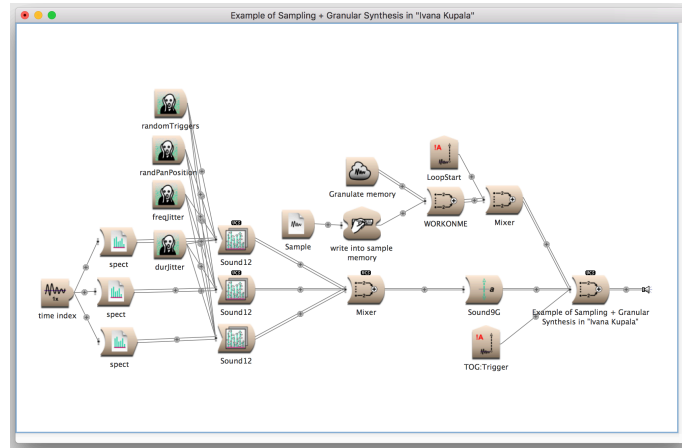 Example of Sampling + Granular Synthesis in "Ivana Kupala"
randomTriggers
randPanPosition
freqJitter
durJitter
!A
LoopStart
Granulate memory
WORKONME
Mixer
Sample
write into sample
memory
spect
Sound12
1x
time index
spect
Sound12
Mixer
Sound9G
Example of Sampling + Granular
Synthesis in "Ivana Kupala"
spect
Sound12
!A
TOG:Trigger